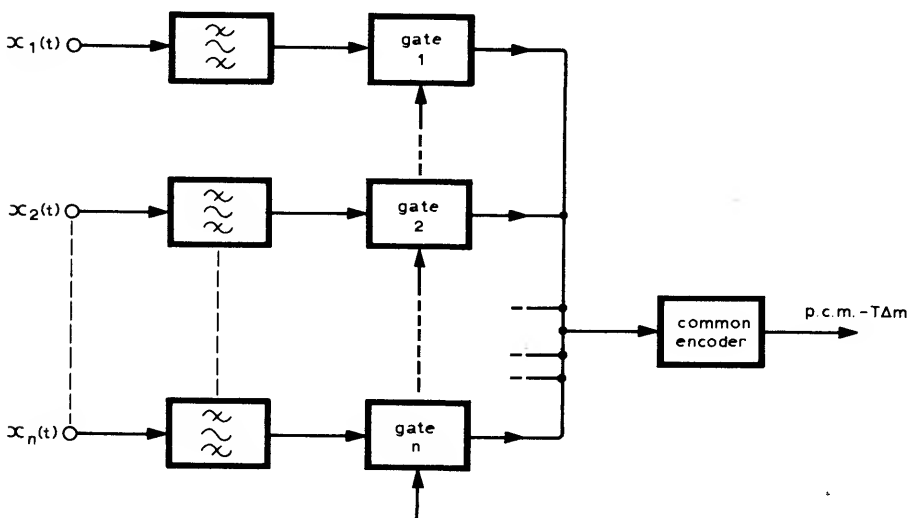 x₁(t)
gate
1
x₂(t)
gate
2
common
encoder
p.c.m.-TΔm
xₙ(t)
gate
n